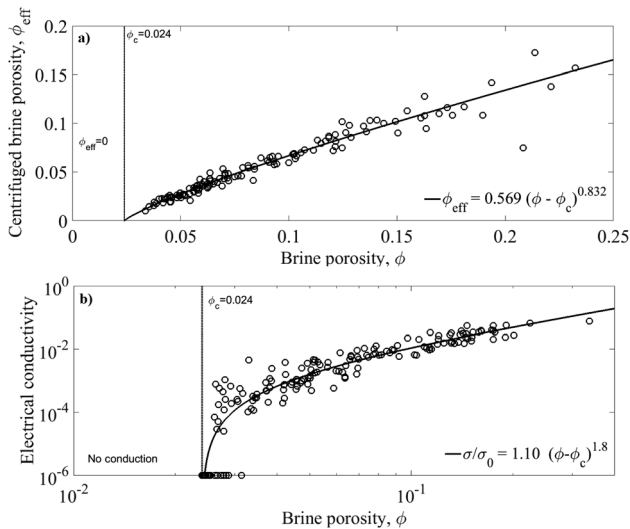 a)
ϕc=0.024
Centrifuged brine porosity, ϕeff
0.2
0.15
0.1
0.05
0
ϕeff=0
ϕeff = 0.569 (ϕ - ϕc)^0.832
0.05 0.1 0.15 0.2 0.25
Brine porosity, ϕ
b)
ϕc=0.024
Electrical conductivity
10^0
10^-2
10^-4
10^-6
No conduction
σ/σ0 = 1.10 (ϕ-ϕc)^1.8
10^-2 10^-1
Brine porosity, ϕ